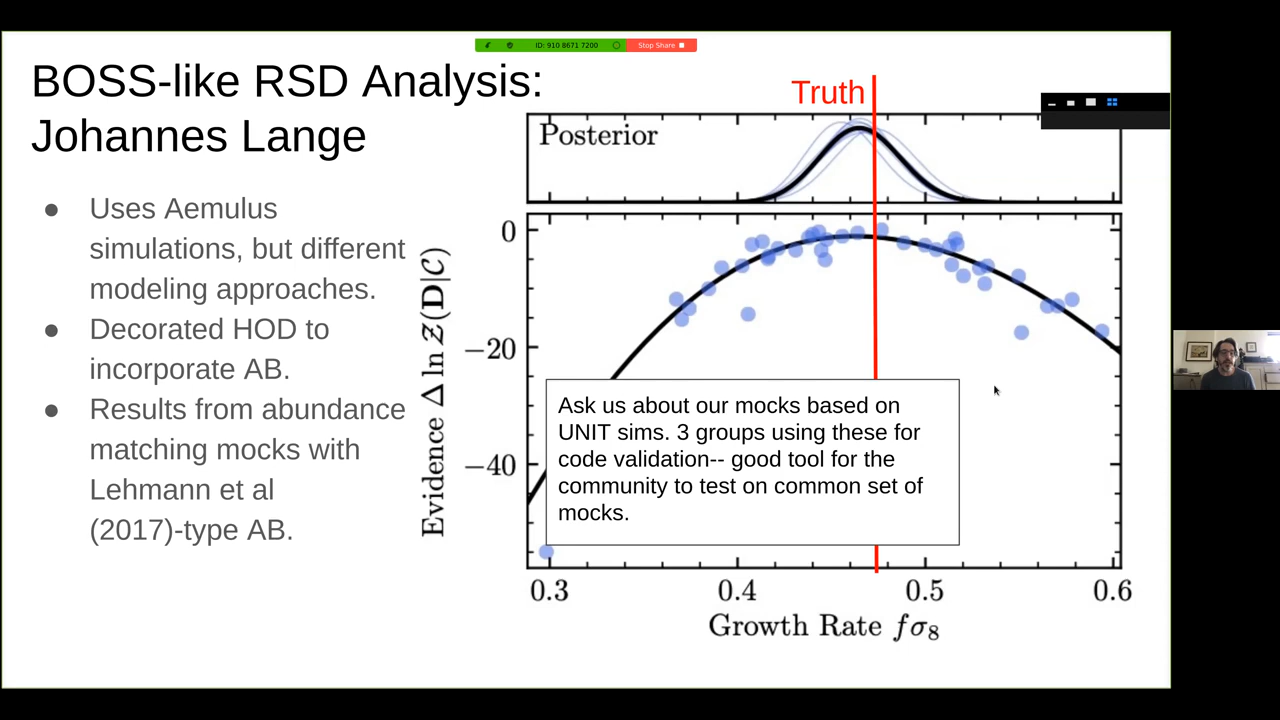 ID: 910 8671 7200
Stop Share
BOSS-like RSD Analysis:
Johannes Lange
● Uses Aemulus
simulations, but different
modeling approaches.
● Decorated HOD to
incorporate AB.
● Results from abundance
matching mocks with
Lehmann et al
(2017)-type AB.
Truth
Posterior
Evidence Δ ln 𝒵(D|𝒞)
0
−20
−40
Ask us about our mocks based on
UNIT sims. 3 groups using these for
code validation-- good tool for the
community to test on common set of
mocks.
0.3 0.4 0.5 0.6
Growth Rate fσ₈